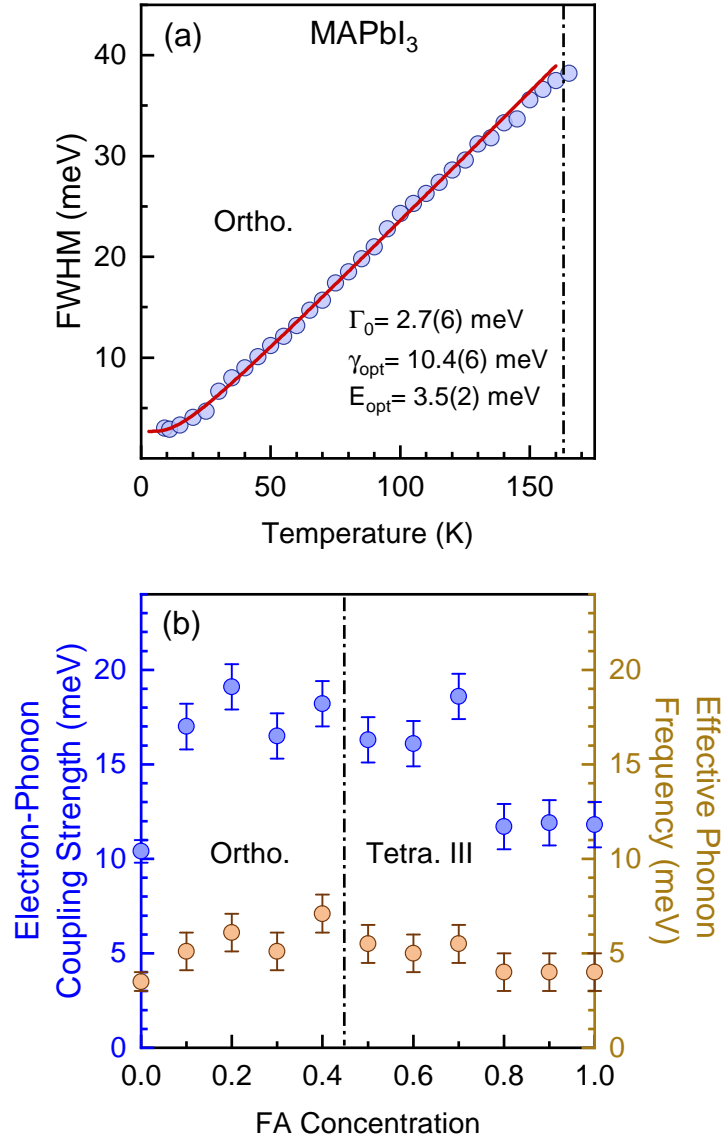 (a)
MAPbI3
40
30
20
10
FWHM (meV)
Ortho.
Γ0= 2.7(6) meV
γopt= 10.4(6) meV
Eopt= 3.5(2) meV
0
50
100
150
Temperature (K)
(b)
20
15
10
5
0
Electron-Phonon
Coupling Strength (meV)
Ortho.
Tetra. III
20
15
10
5
0
Effective Phonon
Frequency (meV)
0.0
0.2
0.4
0.6
0.8
1.0
FA Concentration